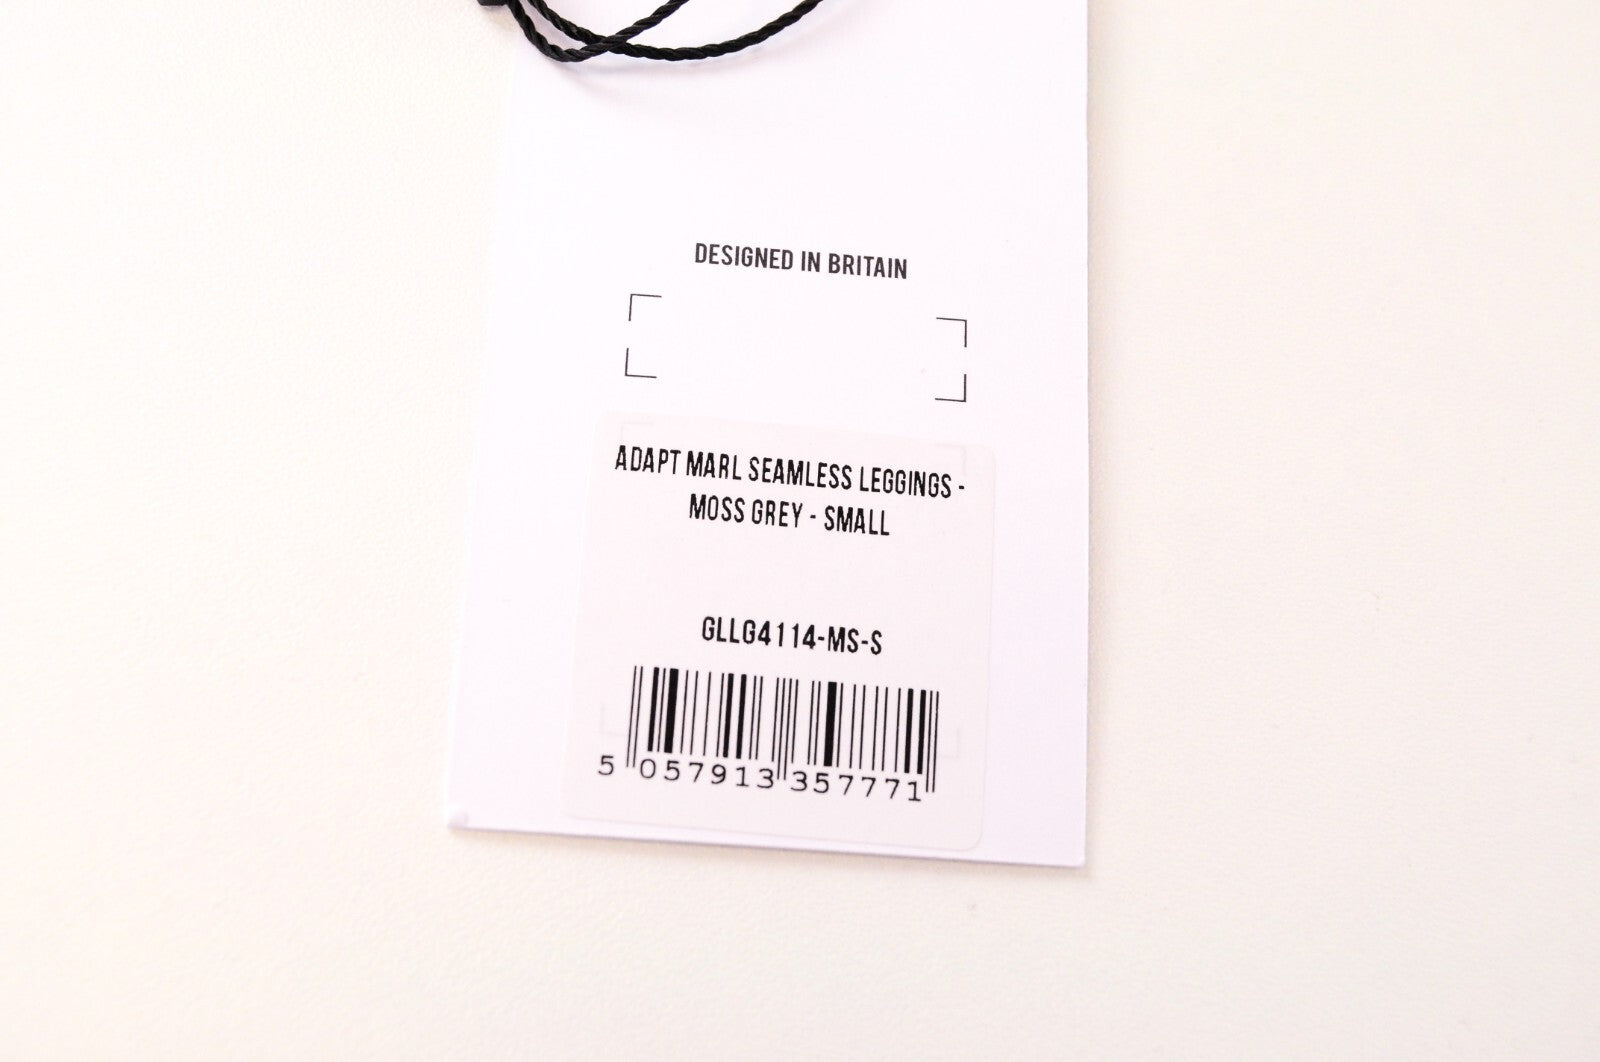 DESIGNED IN BRITAIN
ADAPT MARL SEAMLESS LEGGINGS -
MOSS GREY - SMALL
GLLG4114-MS-S
5 057913 357771